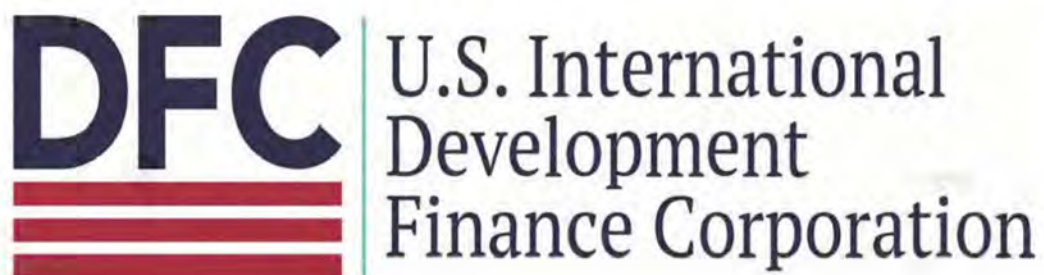 DFC
U.S. International
Development
Finance Corporation